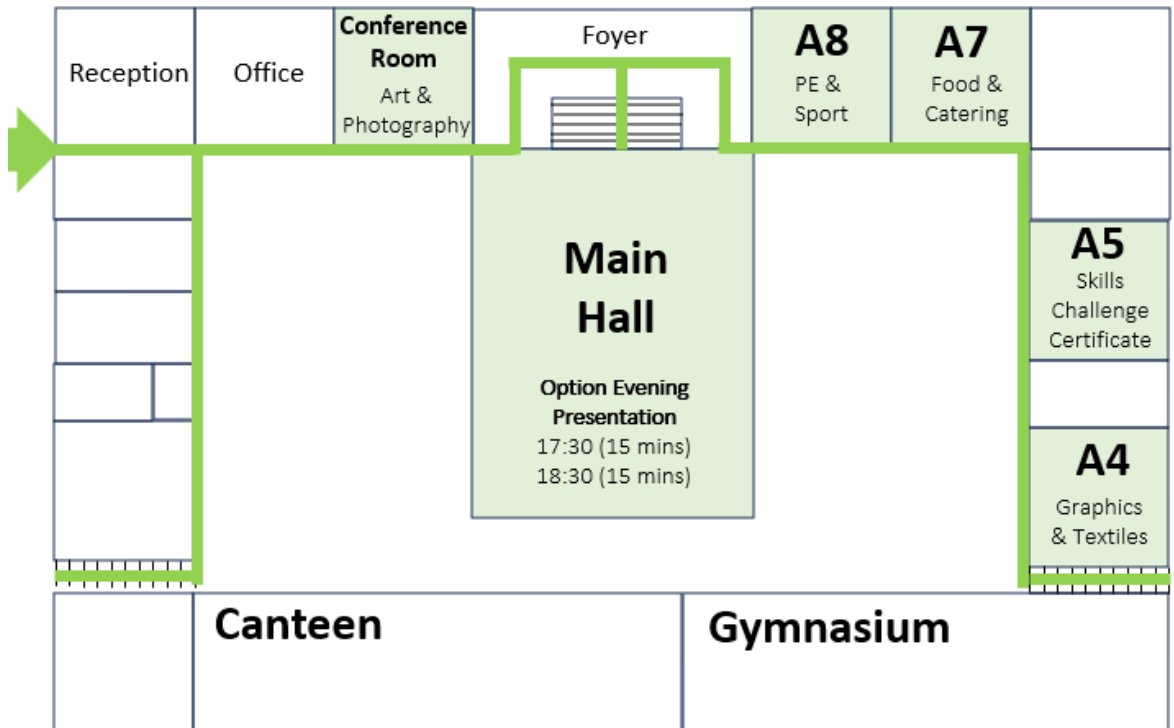 Reception
Office
Conference
Room
Art &
Photography
Foyer
A8
PE &
Sport
A7
Food &
Catering
Main
Hall
Option Evening
Presentation
17:30 (15 mins)
18:30 (15 mins)
A5
Skills
Challenge
Certificate
A4
Graphics
& Textiles
Canteen
Gymnasium